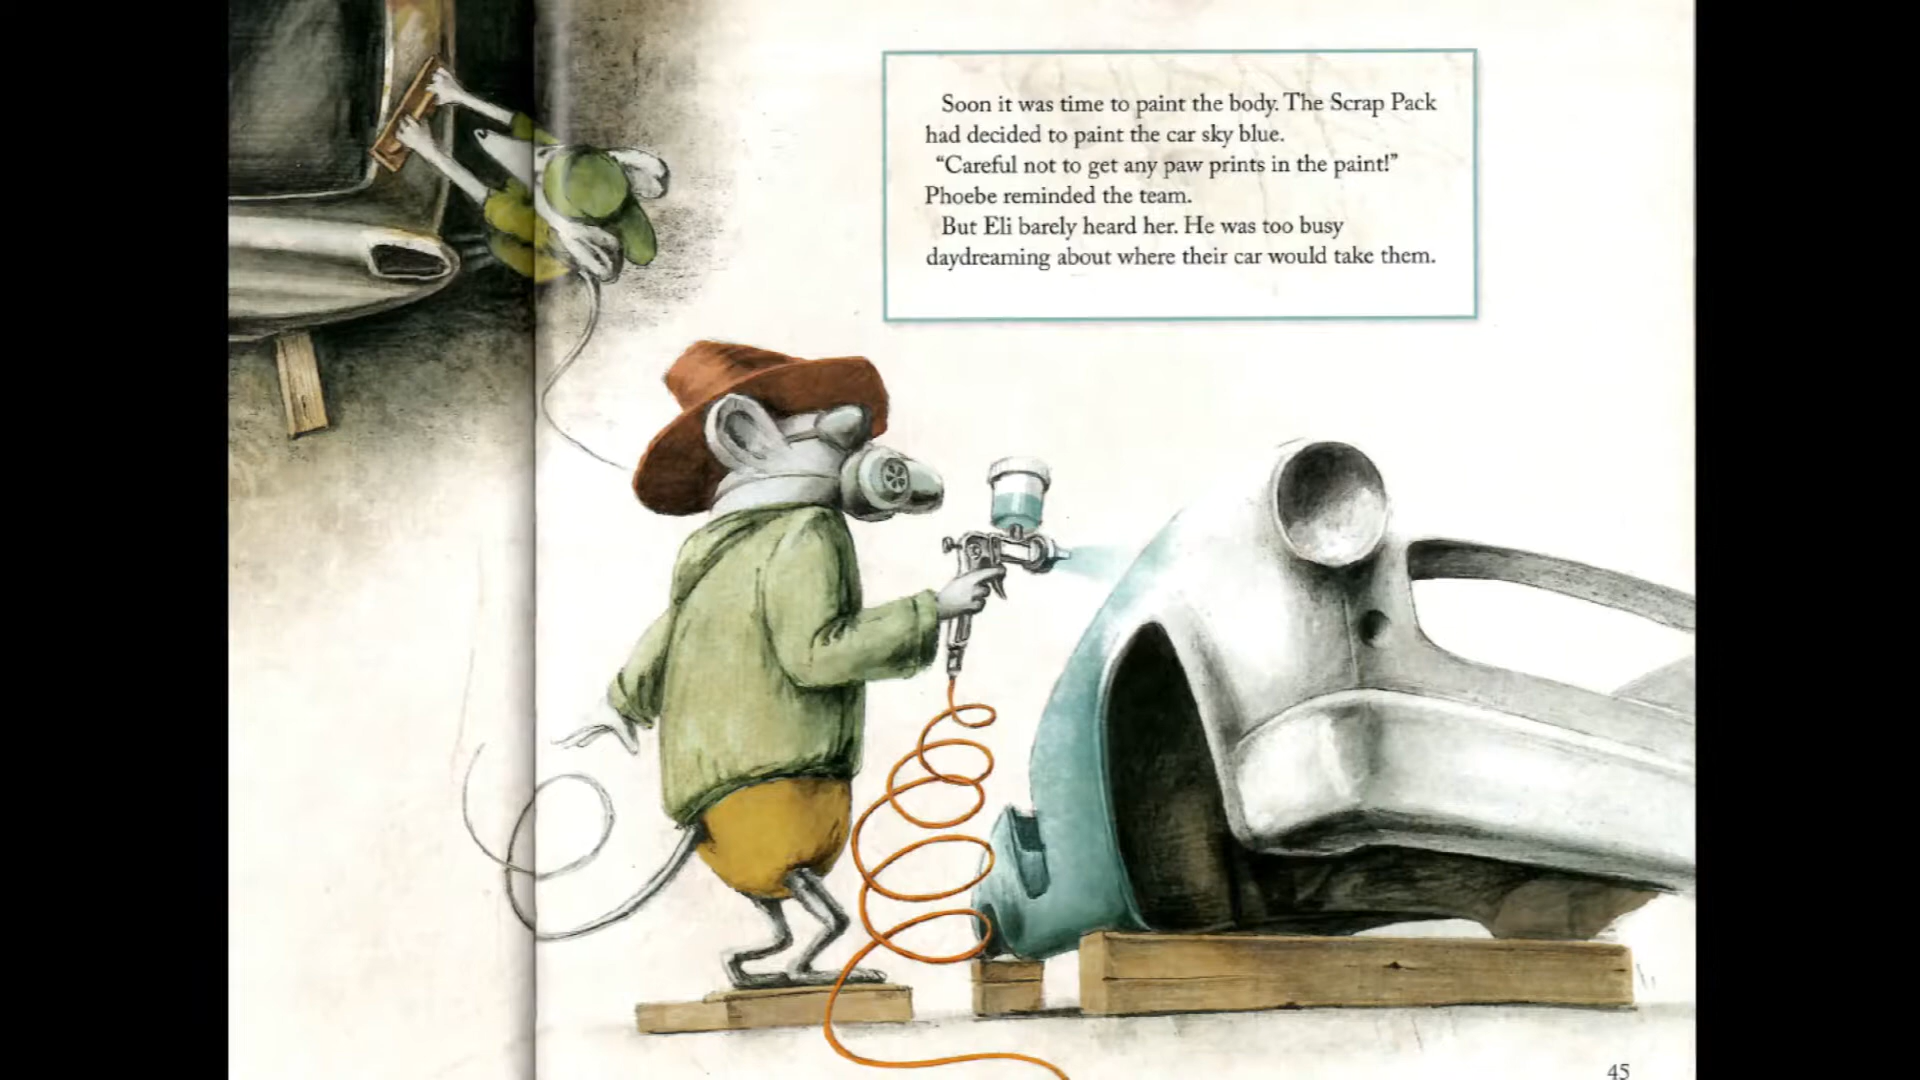 Soon it was time to paint the body. The Scrap Pack
had decided to paint the car sky blue.
“Careful not to get any paw prints in the paint!”
Phoebe reminded the team.
But Eli barely heard her. He was too busy
daydreaming about where their car would take them.
45